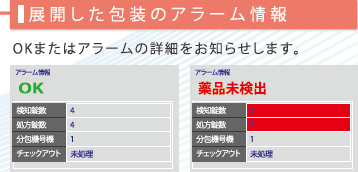 展開した包装のアラーム情報
OKまたはアラームの詳細をお知らせします。
アラーム情報
OK
検知錠数 4
処方錠数 4
分包機号機 1
チェックアウト 未処理
アラーム情報
薬品未検出
検知錠数
処方錠数
分包機号機 1
チェックアウト 未処理